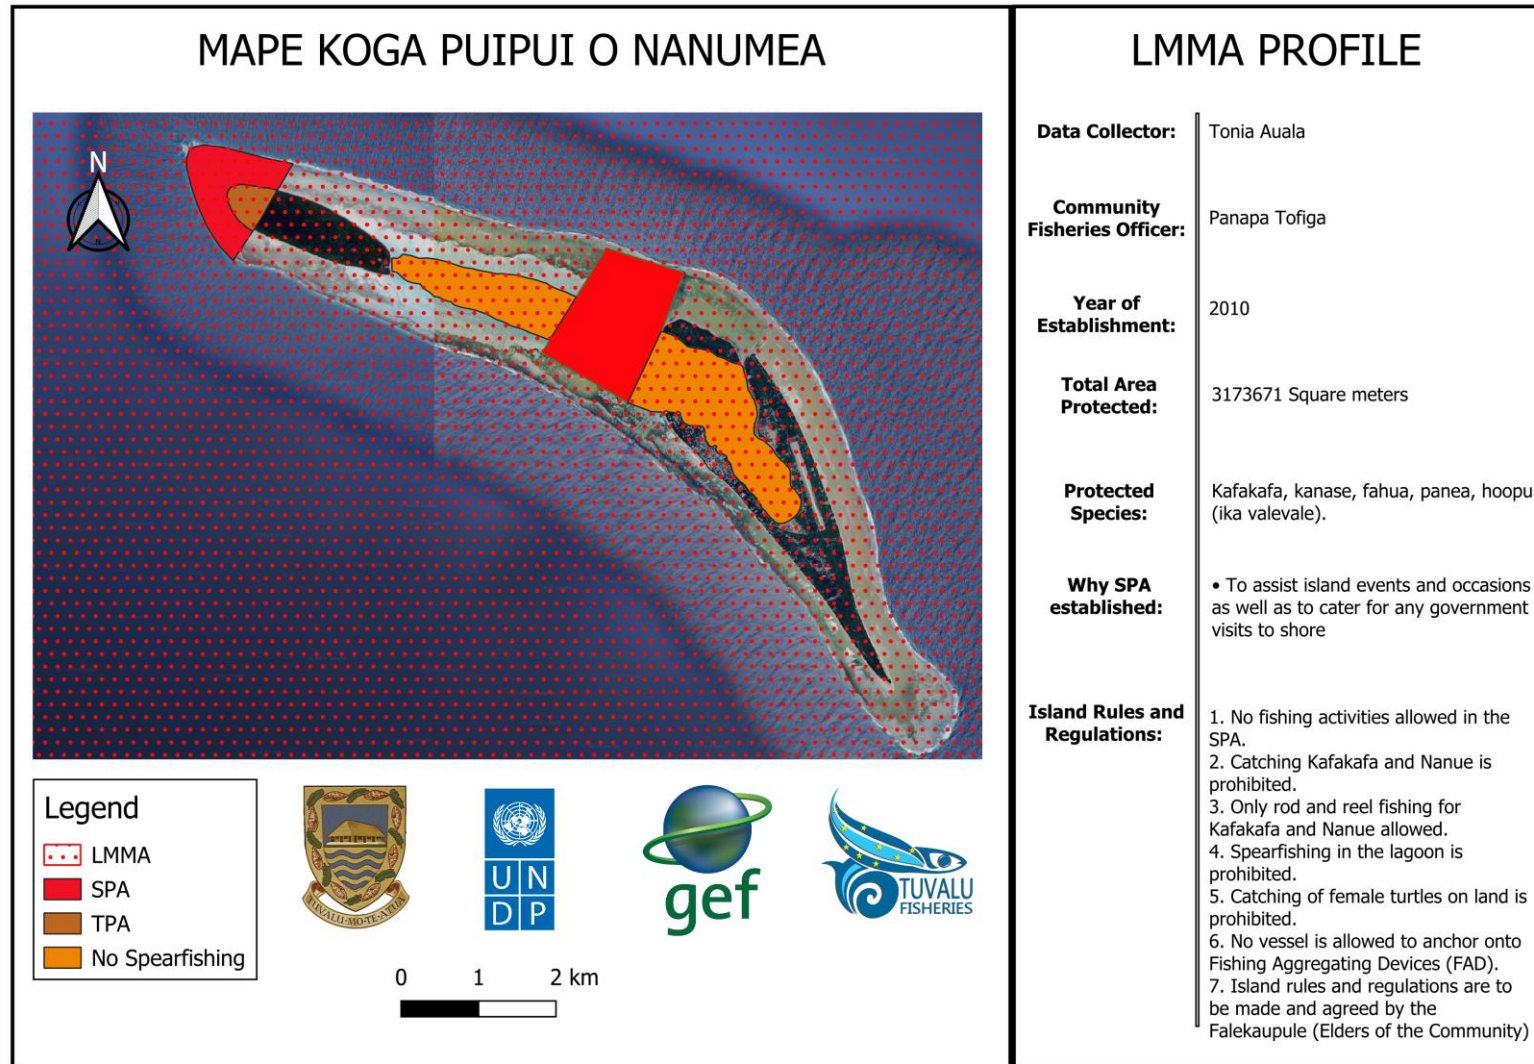 MAPE KOGA PUIPUI O NANUMEA
N
Legend
LMMA
SPA
TPA
No Spearfishing
TUVALU-MO-TE-ATUA
U N
D P
gef
TUVALU
FISHERIES
0 1 2 km
LMMA PROFILE
Data Collector: Tonia Auala
Community
Fisheries Officer: Panapa Tofiga
Year of
Establishment: 2010
Total Area
Protected: 3173671 Square meters
Protected
Species:
Kafakafa, kanase, fahua, panea, hoopu
(ika valevale).
Why SPA
established:
• To assist island events and occasions
as well as to cater for any government
visits to shore
Island Rules and
Regulations:
1. No fishing activities allowed in the
SPA.
2. Catching Kafakafa and Nanue is
prohibited.
3. Only rod and reel fishing for
Kafakafa and Nanue allowed.
4. Spearfishing in the lagoon is
prohibited.
5. Catching of female turtles on land is
prohibited.
6. No vessel is allowed to anchor onto
Fishing Aggregating Devices (FAD).
7. Island rules and regulations are to
be made and agreed by the
Falekaupule (Elders of the Community)